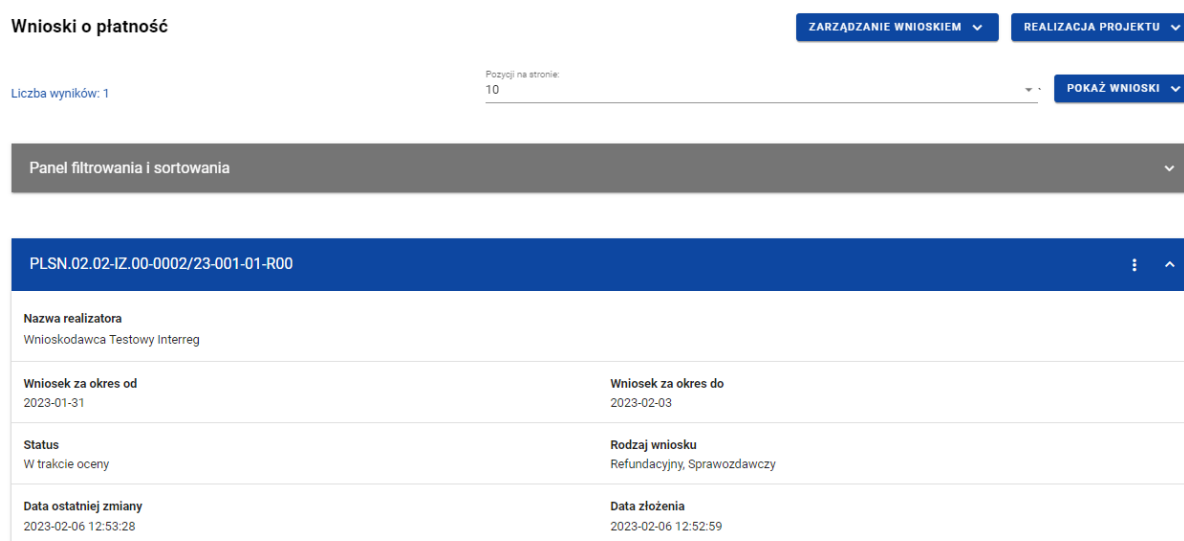 Wnioski o płatność
ZARZĄDZANIE WNIOSKIEM
REALIZACJA PROJEKTU
Liczba wyników: 1
Pozycji na stronie:
10
POKAŻ WNIOSKI
Panel filtrowania i sortowania
PLSN.02.02-IZ.00-0002/23-001-01-R00
Nazwa realizatora
Wnioskodawca Testowy Interreg
Wniosek za okres od
Wniosek za okres do
2023-01-31
2023-02-03
Status
Rodzaj wniosku
W trakcie oceny
Refundacyjny, Sprawozdawczy
Data ostatniej zmiany
Data złożenia
2023-02-06 12:53:28
2023-02-06 12:52:59